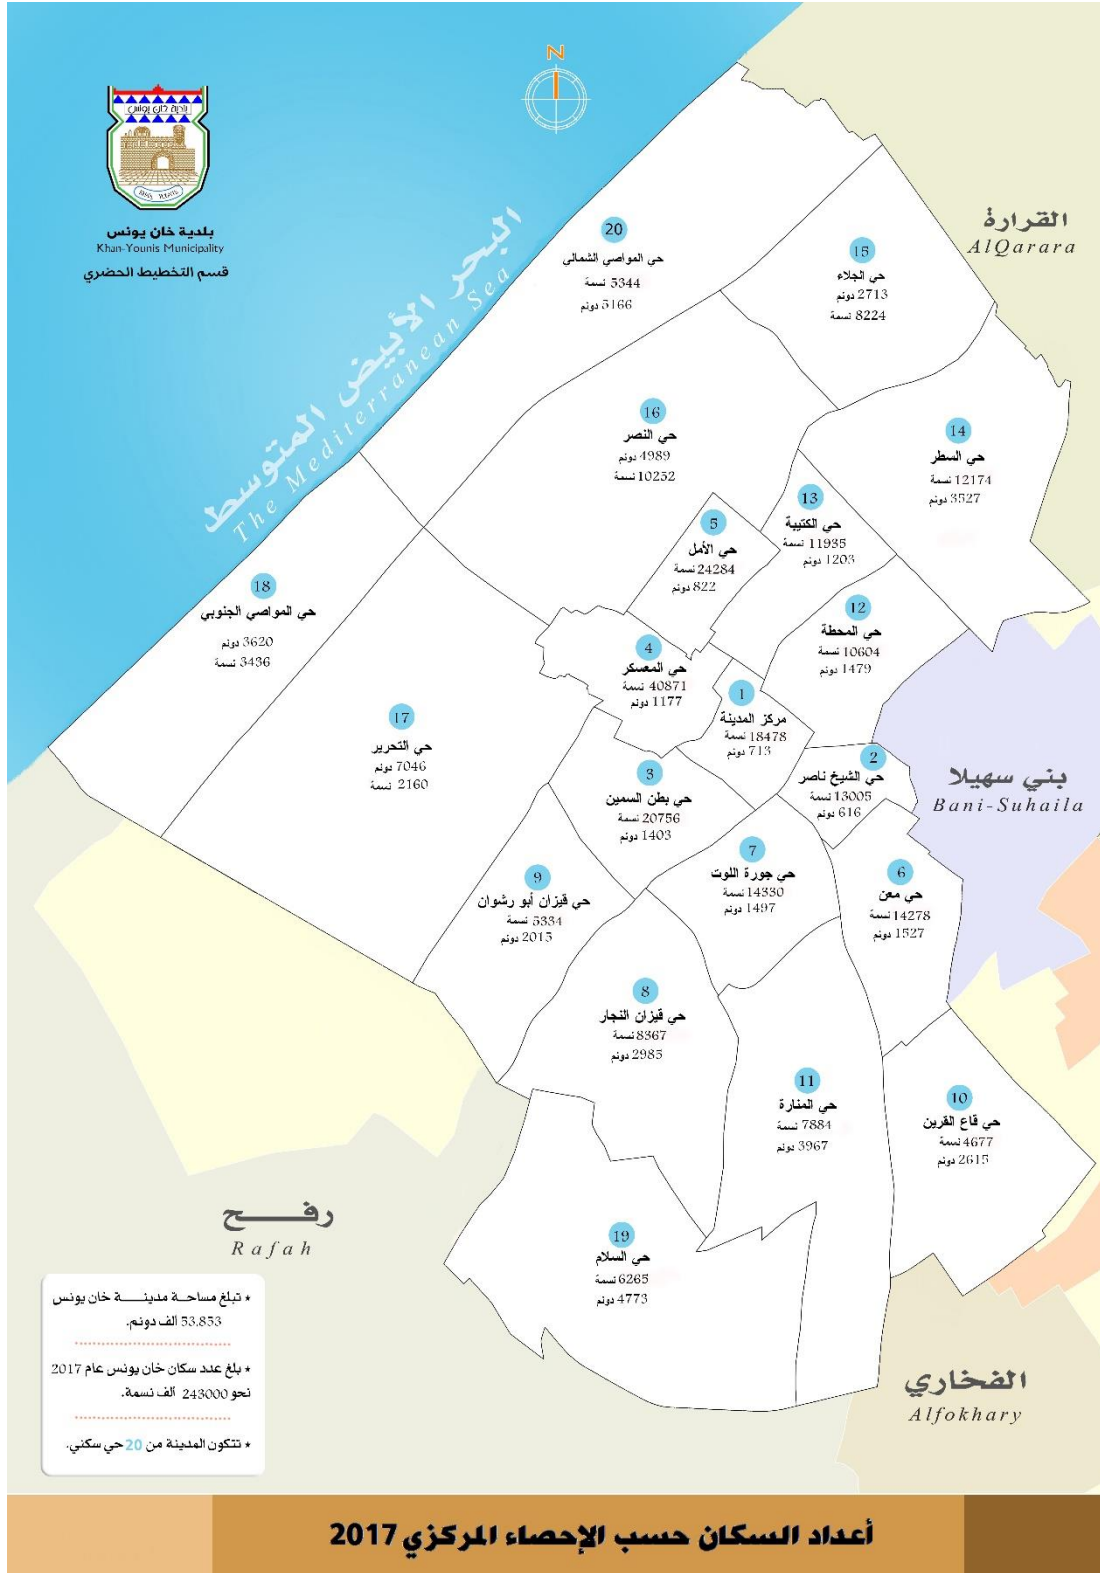 N
بلدية خان يونس
بلدية خان يونس
Khan-Younis Municipality
قسم التخطيط الحضري
البحر الأبيض المتوسط
The Mediterranean Sea
القرارة
AlQarara
20
حي المواصي الشمالي
5344 نسمة
5166 دونم
15
حي الجلاء
2713 دونم
8224 نسمة
16
حي النصر
4989 دونم
10252 نسمة
14
حي السطر
12174 نسمة
3527 دونم
13
حي الكتيبة
11935 نسمة
1203 دونم
5
حي الأمل
24284 نسمة
822 دونم
18
حي المواصي الجنوبي
3620 دونم
3436 نسمة
12
حي المحطة
10604 نسمة
1479 دونم
4
حي المعسكر
40871 نسمة
1177 دونم
1
مركز المدينة
18478 نسمة
713 دونم
17
حي التحرير
7046 دونم
2160 نسمة
2
حي الشيخ ناصر
13005 نسمة
616 دونم
بني سهيلا
Bani-Suhaila
3
حي بطن السمين
20756 نسمة
1403 دونم
7
حي جورة اللوت
14330 نسمة
1497 دونم
6
حي معن
14278 نسمة
1527 دونم
9
حي قيزان أبو رشوان
5334 نسمة
2015 دونم
8
حي قيزان النجار
8367 نسمة
2985 دونم
11
حي المنارة
7884 نسمة
3967 دونم
10
حي قاع القرين
4677 نسمة
2615 دونم
رفــــح
Rafah
19
حي السلام
6265 نسمة
4773 دونم
الفخاري
Alfokhary
* تبلغ مساحــة مدينــــة خان يونس
53.853 الف دونم.
* بلغ عدد سكان خان يونس عام 2017
نحو 243000 الف نسمة.
* تتكون المدينة من 20 حي سكني.
أعداد السكان حسب الإحصاء المركزي 2017